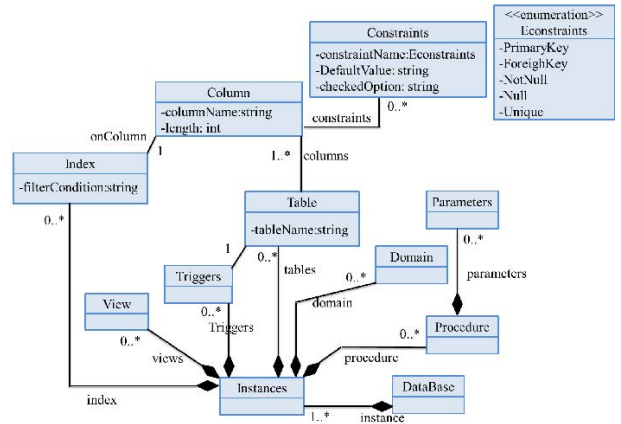 <<enumeration>>
Econstraints
-PrimaryKey
-ForeighKey
-NotNull
-Null
-Unique
Constraints
-constraintName:Econstraints
-DefaultValue: string
-checkedOption: string
0..*
constraints
Column
-columnName:string
-length: int
onColumn
1
1..*
columns
Index
-filterCondition:string
0..*
Table
-tableName:string
1
0..*
tables
Parameters
0..*
parameters
Triggers
0..*
Triggers
Domain
0..*
domain
View
0..*
views
Procedure
0..*
procedure
Instances
index
DataBase
1..*
instance